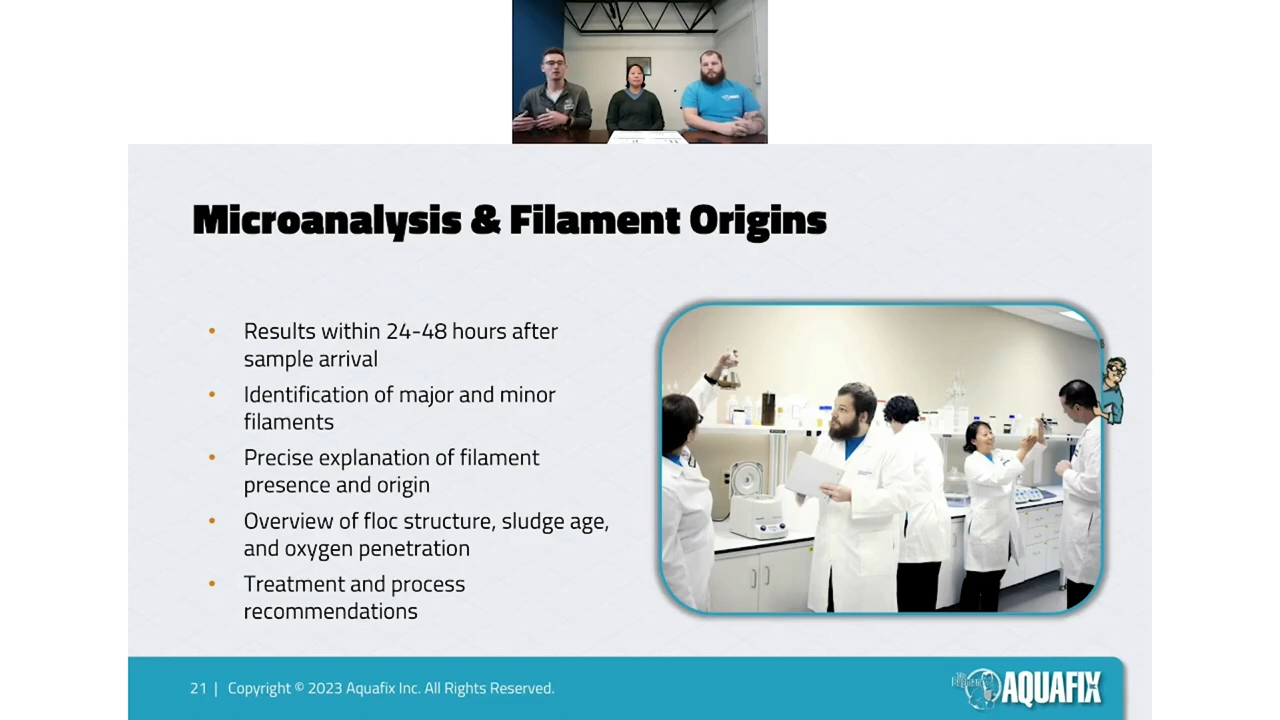 Microanalysis & Filament Origins
• Results within 24-48 hours after
sample arrival
• Identification of major and minor
filaments
• Precise explanation of filament
presence and origin
• Overview of floc structure, sludge age,
and oxygen penetration
• Treatment and process
recommendations
21 | Copyright © 2023 Aquafix Inc. All Rights Reserved.
AQUAFIX